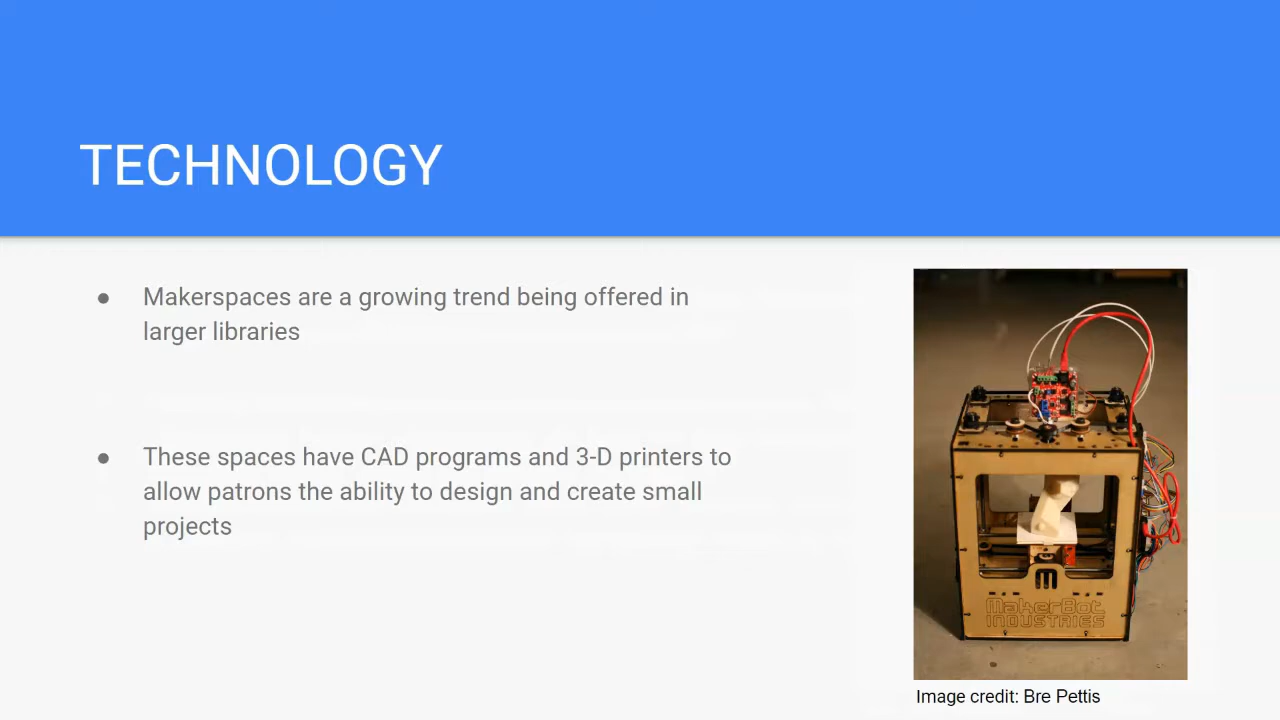 TECHNOLOGY
● Makerspaces are a growing trend being offered in
larger libraries
● These spaces have CAD programs and 3-D printers to
allow patrons the ability to design and create small
projects
MakerBot
INDUSTRIES
Image credit: Bre Pettis